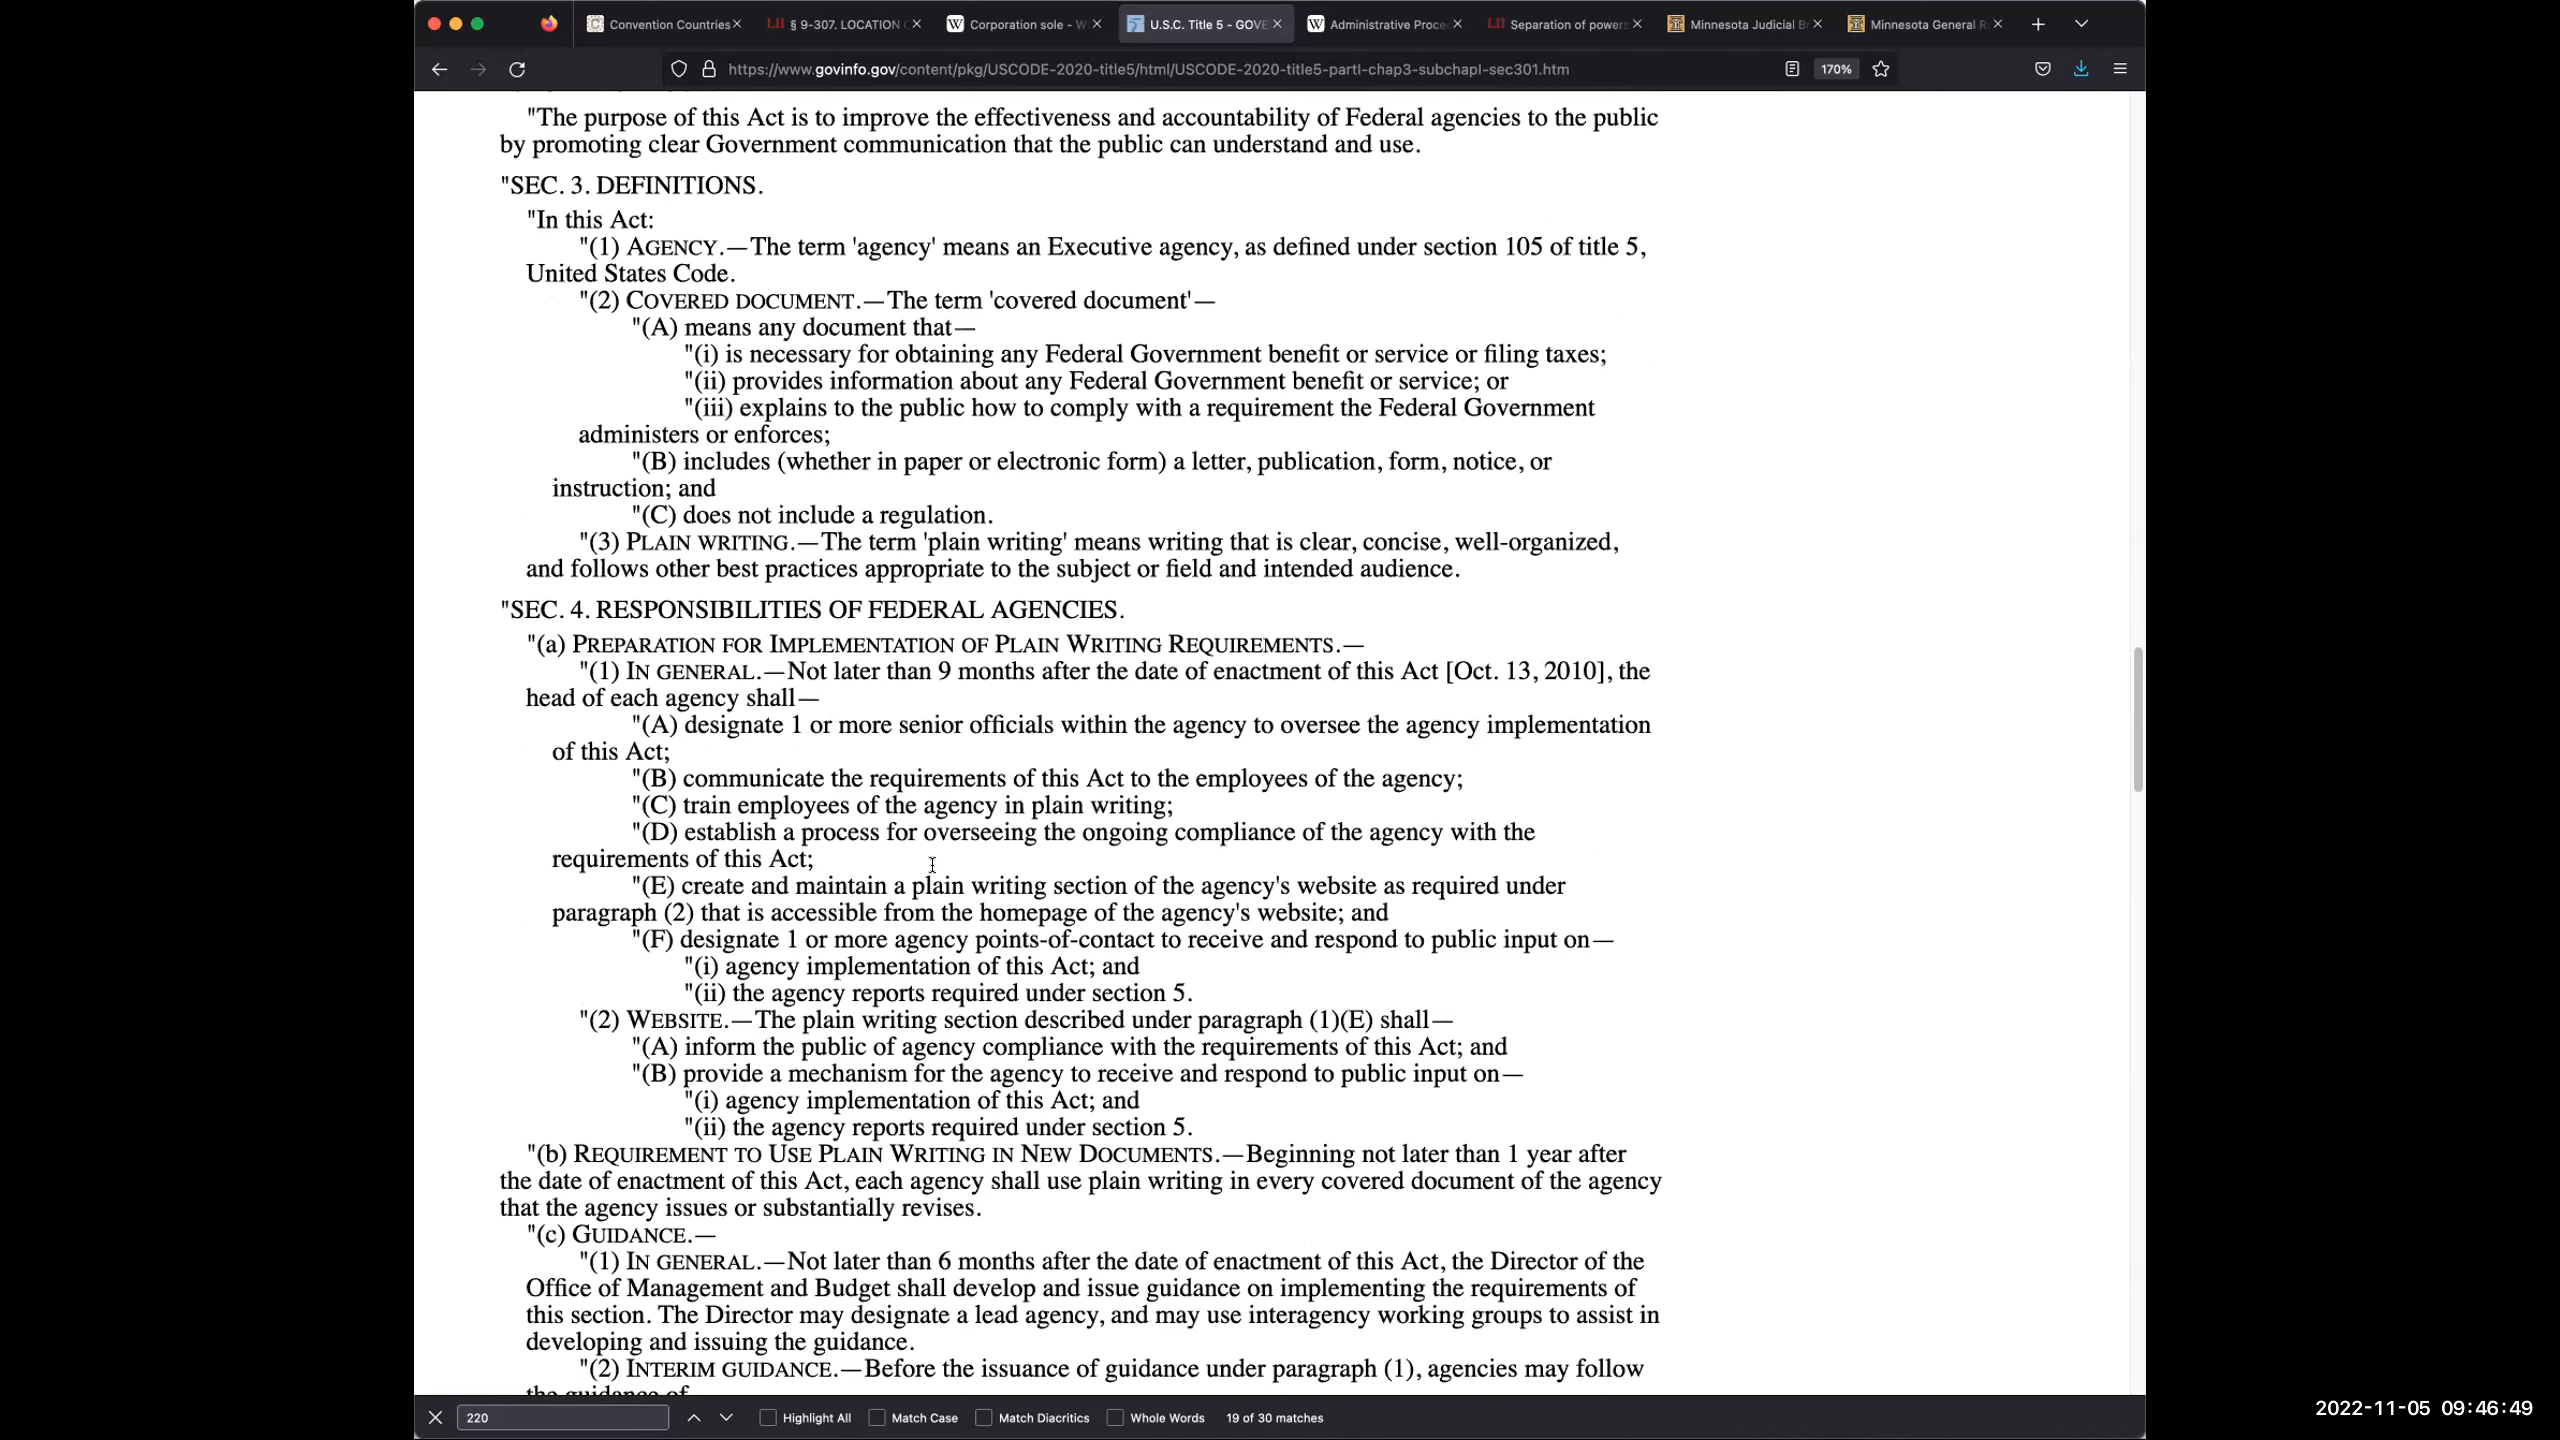 Convention Countries
LII § 9-307. LOCATION O
W Corporation sole - W
U.S.C. Title 5 - GOVE
W Administrative Proce
LII Separation of power
Minnesota Judicial B
Minnesota General R
https://www.govinfo.gov/content/pkg/USCODE-2020-title5/html/USCODE-2020-title5-partI-chap3-subchapI-sec301.htm
170%
"The purpose of this Act is to improve the effectiveness and accountability of Federal agencies to the public
by promoting clear Government communication that the public can understand and use.
"SEC. 3. DEFINITIONS.
"In this Act:
"(1) AGENCY.—The term 'agency' means an Executive agency, as defined under section 105 of title 5,
United States Code.
"(2) COVERED DOCUMENT.—The term 'covered document'—
"(A) means any document that—
"(i) is necessary for obtaining any Federal Government benefit or service or filing taxes;
"(ii) provides information about any Federal Government benefit or service; or
"(iii) explains to the public how to comply with a requirement the Federal Government
administers or enforces;
"(B) includes (whether in paper or electronic form) a letter, publication, form, notice, or
instruction; and
"(C) does not include a regulation.
"(3) PLAIN WRITING.—The term 'plain writing' means writing that is clear, concise, well-organized,
and follows other best practices appropriate to the subject or field and intended audience.
"SEC. 4. RESPONSIBILITIES OF FEDERAL AGENCIES.
"(a) PREPARATION FOR IMPLEMENTATION OF PLAIN WRITING REQUIREMENTS.—
"(1) IN GENERAL.—Not later than 9 months after the date of enactment of this Act [Oct. 13, 2010], the
head of each agency shall—
"(A) designate 1 or more senior officials within the agency to oversee the agency implementation
of this Act;
"(B) communicate the requirements of this Act to the employees of the agency;
"(C) train employees of the agency in plain writing;
"(D) establish a process for overseeing the ongoing compliance of the agency with the
requirements of this Act;
"(E) create and maintain a plain writing section of the agency's website as required under
paragraph (2) that is accessible from the homepage of the agency's website; and
"(F) designate 1 or more agency points-of-contact to receive and respond to public input on—
"(i) agency implementation of this Act; and
"(ii) the agency reports required under section 5.
"(2) WEBSITE.—The plain writing section described under paragraph (1)(E) shall—
"(A) inform the public of agency compliance with the requirements of this Act; and
"(B) provide a mechanism for the agency to receive and respond to public input on—
"(i) agency implementation of this Act; and
"(ii) the agency reports required under section 5.
"(b) REQUIREMENT TO USE PLAIN WRITING IN NEW DOCUMENTS.—Beginning not later than 1 year after
the date of enactment of this Act, each agency shall use plain writing in every covered document of the agency
that the agency issues or substantially revises.
"(c) GUIDANCE.—
"(1) IN GENERAL.—Not later than 6 months after the date of enactment of this Act, the Director of the
Office of Management and Budget shall develop and issue guidance on implementing the requirements of
this section. The Director may designate a lead agency, and may use interagency working groups to assist in
developing and issuing the guidance.
"(2) INTERIM GUIDANCE.—Before the issuance of guidance under paragraph (1), agencies may follow
the guidance of
220
Highlight All
Match Case
Match Diacritics
Whole Words
19 of 30 matches
2022-11-05 09:46:49